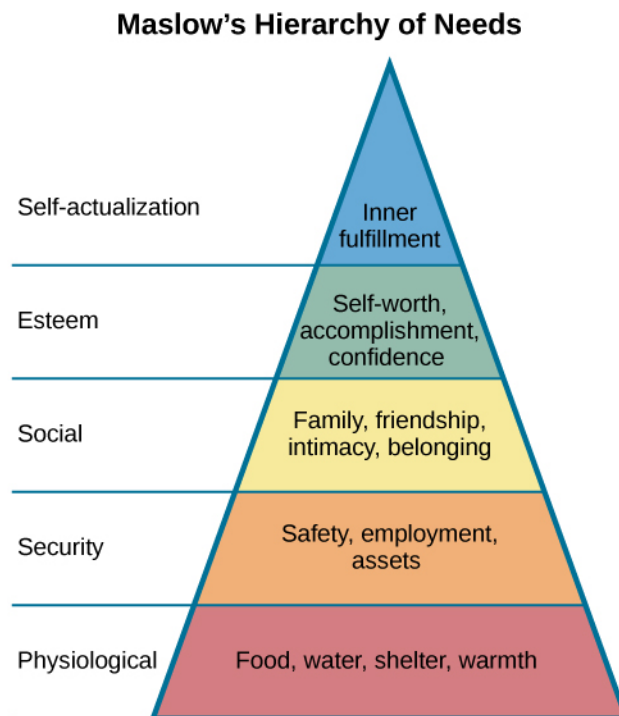 Maslow’s Hierarchy of Needs
Self-actualization
Inner
fulfillment
Esteem
Self-worth,
accomplishment,
confidence
Social
Family, friendship,
intimacy, belonging
Security
Safety, employment,
assets
Physiological
Food, water, shelter, warmth